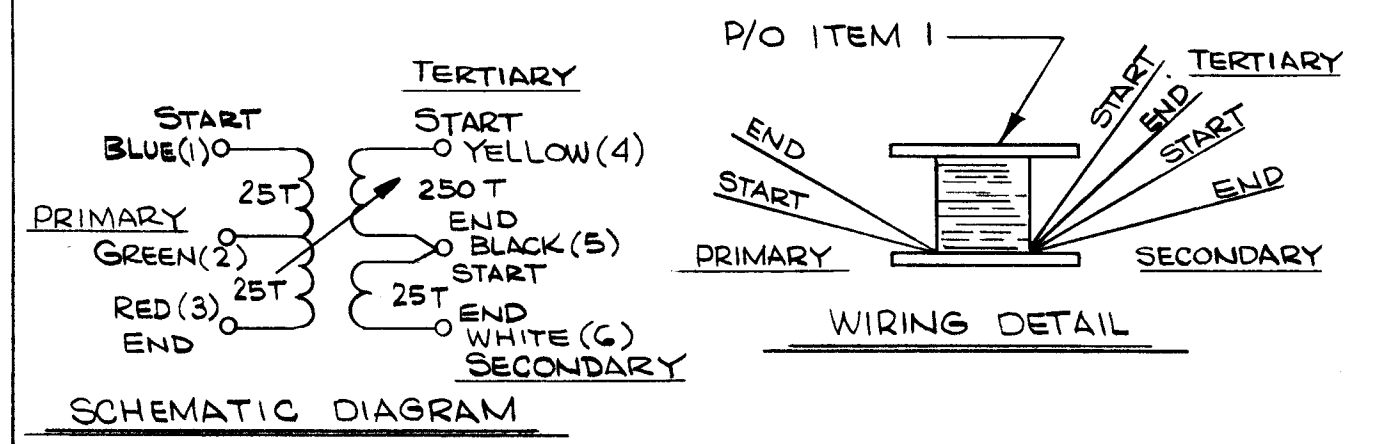 TERTIARY
START
BLUE(1)
25T
PRIMARY
GREEN(2)
25T
RED(3)
END
START
YELLOW(4)
250T
END
BLACK(5)
START
25T
END
WHITE(6)
SECONDARY
SCHEMATIC DIAGRAM
P/O ITEM 1
END
START
PRIMARY
START
END
TERTIARY
START
END
SECONDARY
WIRING DETAIL